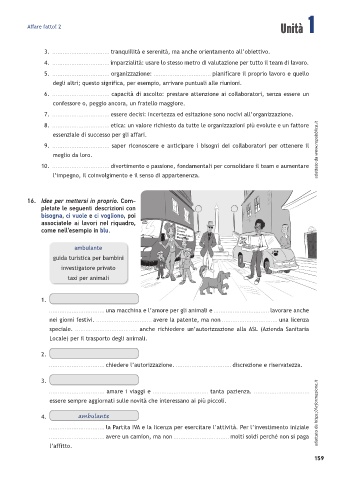 Affare fatto! 2
Unità 1
3. .............................. tranquillità e serenità, ma anche orientamento all'obiettivo.
4. .............................. imparzialità: usare lo stesso metro di valutazione per tutto il team di lavoro.
5. .............................. organizzazione: .............................. pianificare il proprio lavoro e quello
degli altri; questo significa, per esempio, arrivare puntuali alle riunioni.
6. .............................. capacità di ascolto: prestare attenzione ai collaboratori, senza essere un
confessore o, peggio ancora, un fratello maggiore.
7. .............................. essere decisi: incertezza ed esitazione sono nocivi all'organizzazione.
8. .............................. etica: un valore richiesto da tutte le organizzazioni più evolute e un fattore
essenziale di successo per gli affari.
9. .............................. saper riconoscere e anticipare i bisogni dei collaboratori per ottenere il
meglio da loro.
10. .............................. divertimento e passione, fondamentali per consolidare il team e aumentare
l'impegno, il coinvolgimento e il senso di appartenenza.
adattato da www.repubblica.it
16. Idee per mettersi in proprio. Com-
pletate le seguenti descrizioni con
bisogna, ci vuole e ci vogliono, poi
associatele ai lavori nel riquadro,
come nell'esempio in blu.
ambulante
guida turistica per bambini
investigatore privato
taxi per animali
1.
.............................. una macchina e l'amore per gli animali e .............................. lavorare anche
nei giorni festivi. .............................. avere la patente, ma non .............................. una licenza
speciale. .............................. anche richiedere un'autorizzazione alla ASL (Azienda Sanitaria
Locale) per il trasporto degli animali.
2.
.............................. chiedere l'autorizzazione. .............................. discrezione e riservatezza.
3.
.............................. amare i viaggi e .............................. tanta pazienza. ..............................
essere sempre aggiornati sulle novità che interessano ai più piccoli.
4. ambulante
.............................. la Partita IVA e la licenza per esercitare l'attività. Per l'investimento iniziale
.............................. avere un camion, ma non .............................. molti soldi perché non si paga
l'affitto.
159